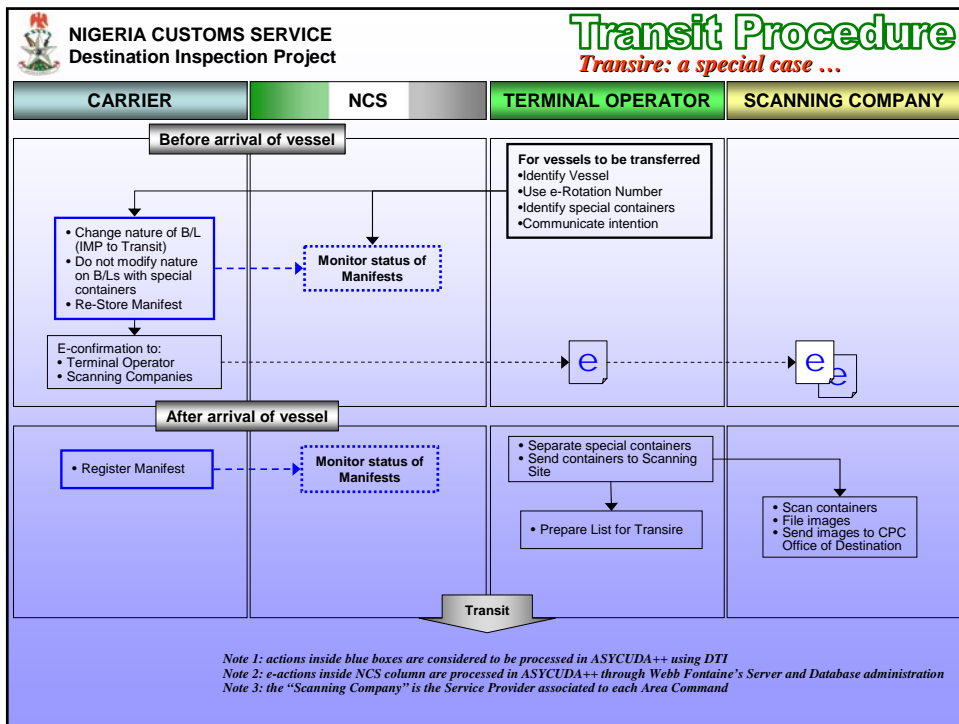 NIGERIA CUSTOMS SERVICE
Destination Inspection Project
Transit Procedure
Transire: a special case …
CARRIER
NCS
TERMINAL OPERATOR
SCANNING COMPANY
Before arrival of vessel
For vessels to be transferred
•Identify Vessel
•Use e-Rotation Number
•Identify special containers
•Communicate intention
• Change nature of B/L
(IMP to Transit)
• Do not modify nature
on B/Ls with special
containers
• Re-Store Manifest
Monitor status of
Manifests
E-confirmation to:
• Terminal Operator
• Scanning Companies
e
e
e
After arrival of vessel
• Register Manifest
Monitor status of
Manifests
• Separate special containers
• Send containers to Scanning
Site
• Prepare List for Transire
• Scan containers
• File images
• Send images to CPC
Office of Destination
Transit
Note 1: actions inside blue boxes are considered to be processed in ASYCUDA++ using DTI
Note 2: e-actions inside NCS column are processed in ASYCUDA++ through Webb Fontaine's Server and Database administration
Note 3: the “Scanning Company” is the Service Provider associated to each Area Command